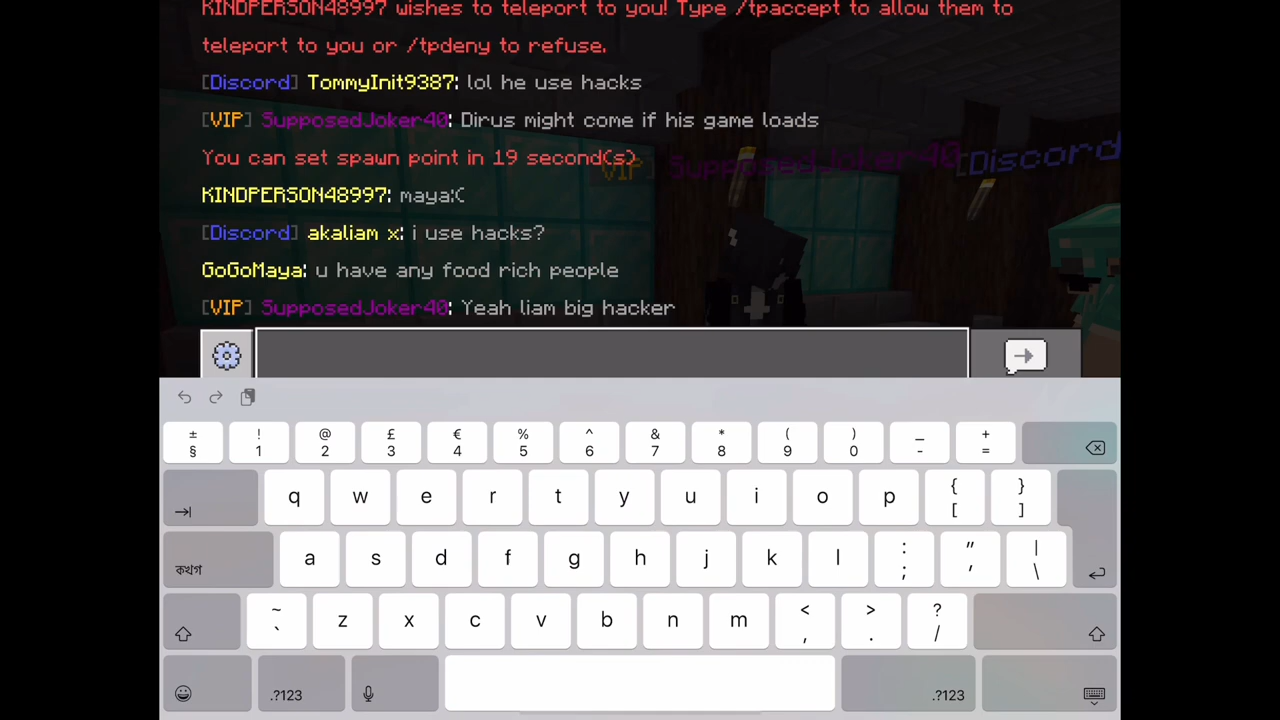 KINDPERSON48997 wishes to teleport to you! Type /tpaccept to allow them to
teleport to you or /tpdeny to refuse.
[Discord] TommyInit9387: lol he use hacks
[VIP] SupposedJoker40: Dirus might come if his game loads
You can set spawn point in 19 second(s)
VIP] SupposedJoker40 [Discord
KINDPERSON48997: maya:(
[Discord] akaliam x: i use hacks?
GoGoMaya: u have any food rich people
[VIP] SupposedJoker40: Yeah liam big hacker
± ! @ £ € % ^ & * ( ) _ +
§ 1 2 3 4 5 6 7 8 9 0 - =
q w e r t y u i o p { }
[ ]
কখগ a s d f g h j k l : " |
; ' \
~ z x c v b n m < > ?
` , . /
.?123 .?123